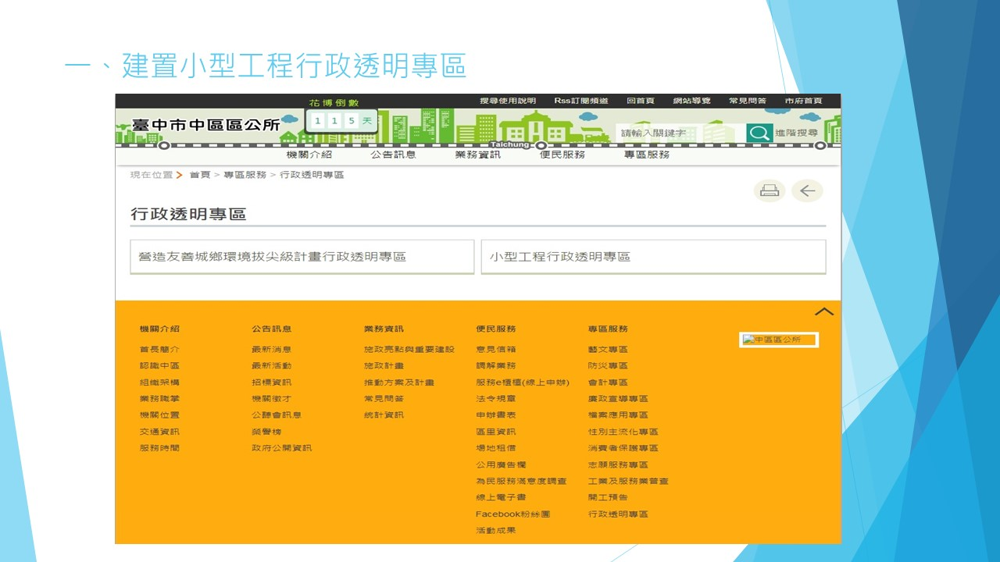 一、建置小型工程行政透明專區
花博倒數
搜尋使用說明 Rss訂閱頻道 回首頁 網站導覽 常見問答 市府首頁
臺中市中區區公所
1 1 5 天
請輸入關鍵字
進階搜尋
Taichung
機關介紹 公告訊息 業務資訊 便民服務 專區服務
現在位置 首頁 > 專區服務 > 行政透明專區
行政透明專區
營造友善城鄉環境拔尖級計畫行政透明專區
小型工程行政透明專區
機關介紹
首長簡介
認識中區
組織架構
業務職掌
機關位置
交通資訊
服務時間
公告訊息
最新消息
最新活動
招標資訊
機關徵才
公聽會訊息
榮譽榜
政府公開資訊
業務資訊
施政亮點與重要建設
施政計畫
推動方案及計畫
常見問答
統計資訊
便民服務
意見信箱
調解業務
服務e櫃檯(線上申辦)
法令規章
申辦書表
區里資訊
場地租借
公用廣告欄
為民服務滿意度調查
線上電子書
Facebook粉絲團
活動成果
專區服務
藝文專區
防災專區
會計專區
廉政宣導專區
檔案應用專區
性別主流化專區
消費者保護專區
志願服務專區
工業及服務業普查
開工預告
行政透明專區
中區區公所